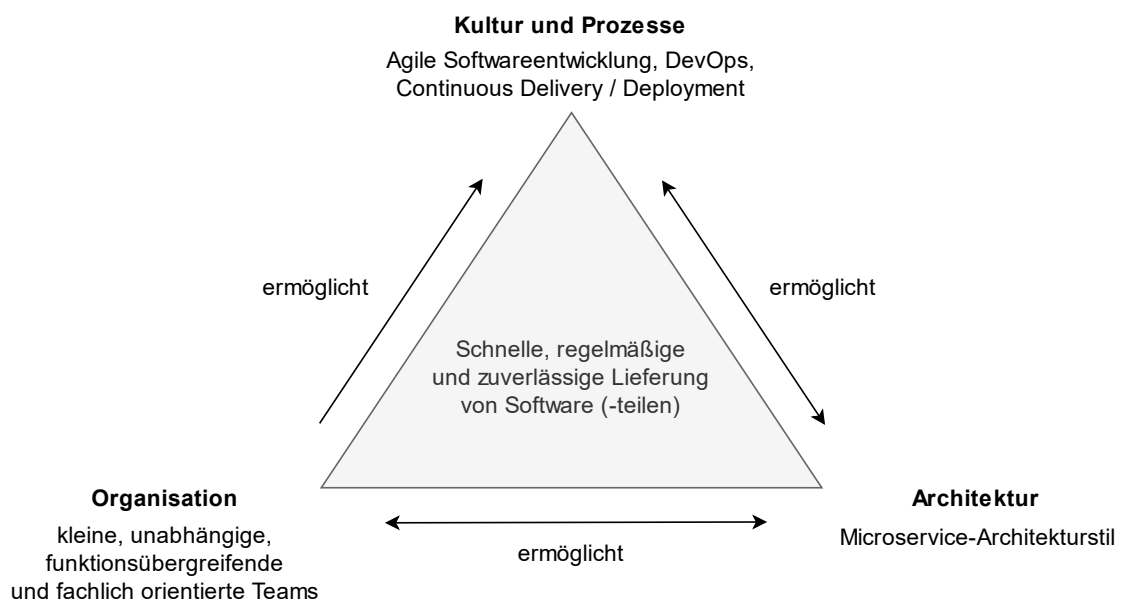 Kultur und Prozesse
Agile Softwareentwicklung, DevOps,
Continuous Delivery / Deployment
ermöglicht
ermöglicht
Schnelle, regelmäßige
und zuverlässige Lieferung
von Software (-teilen)
Organisation
kleine, unabhängige,
funktionsübergreifende
und fachlich orientierte Teams
ermöglicht
Architektur
Microservice-Architekturstil